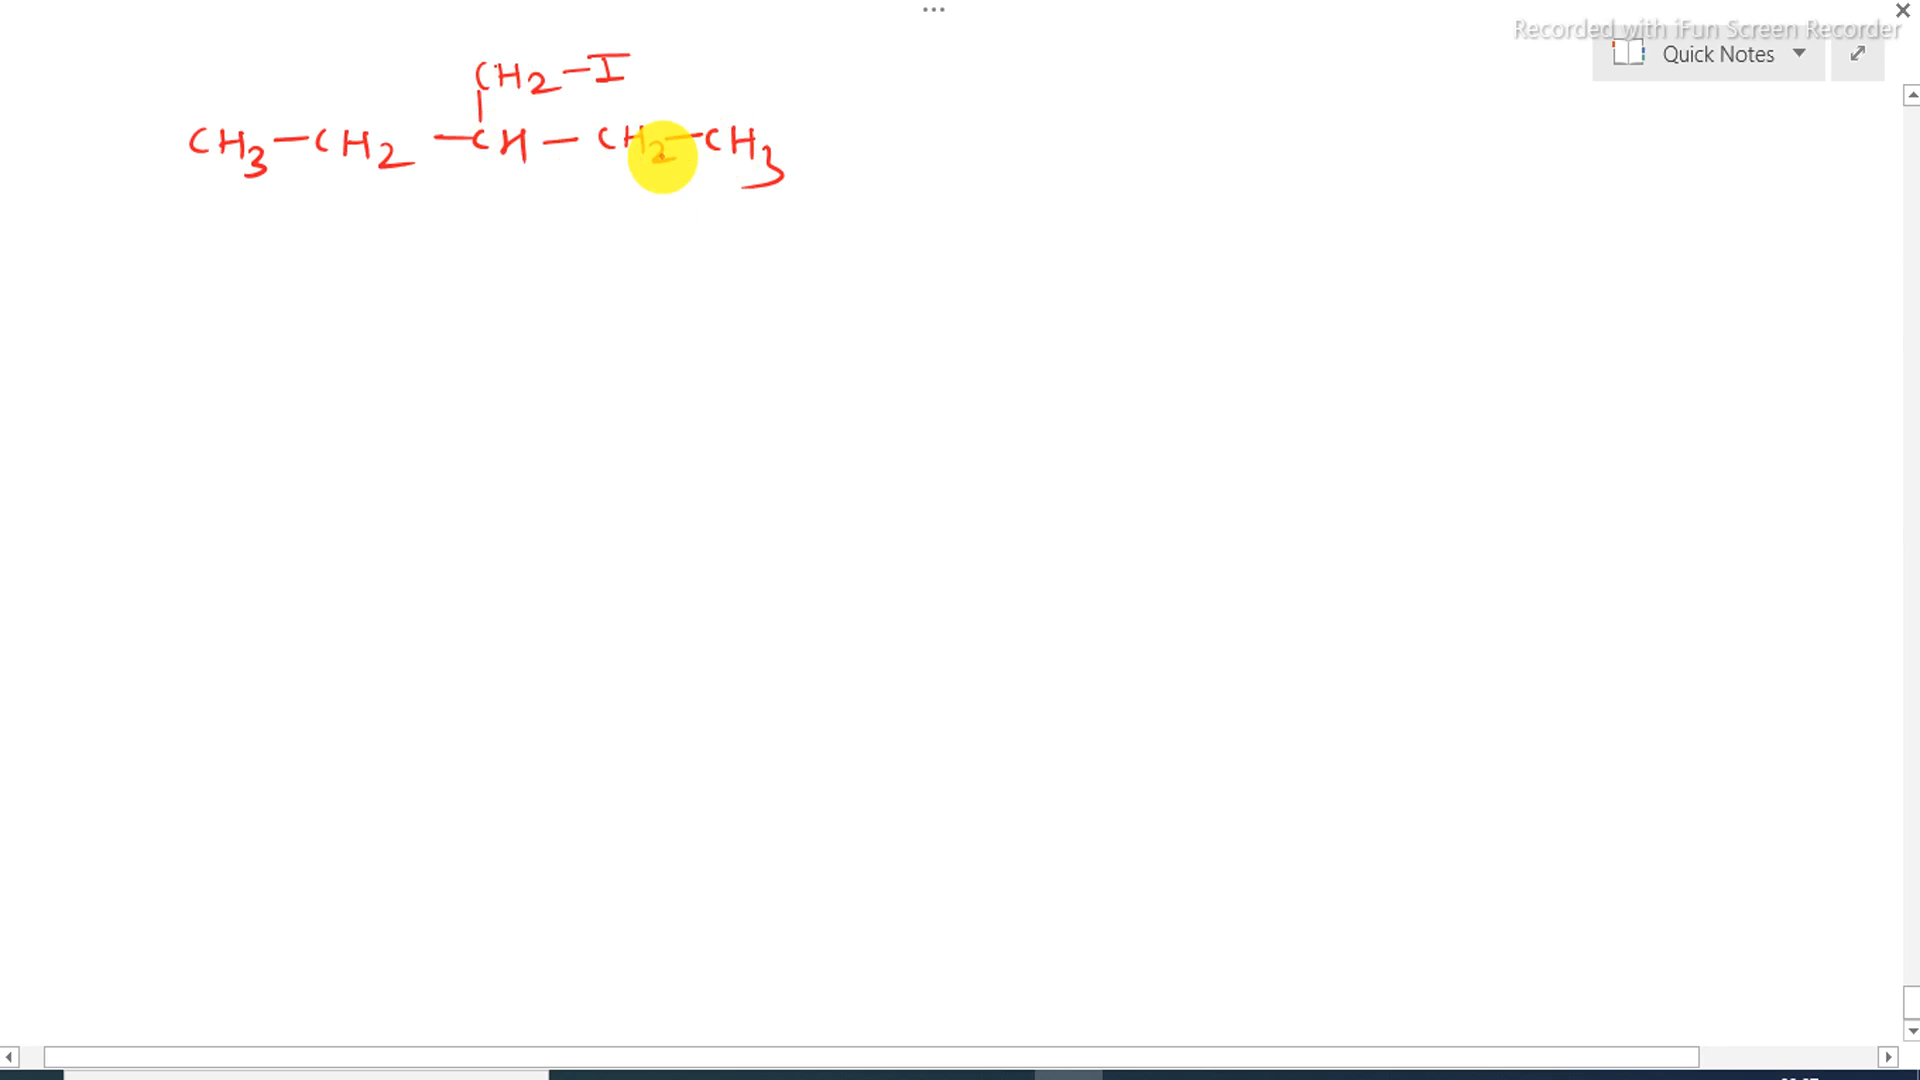 Recorded with iFun Screen Recorder
Quick Notes
CH2-I
CH3-CH2-CH-CH2-CH3